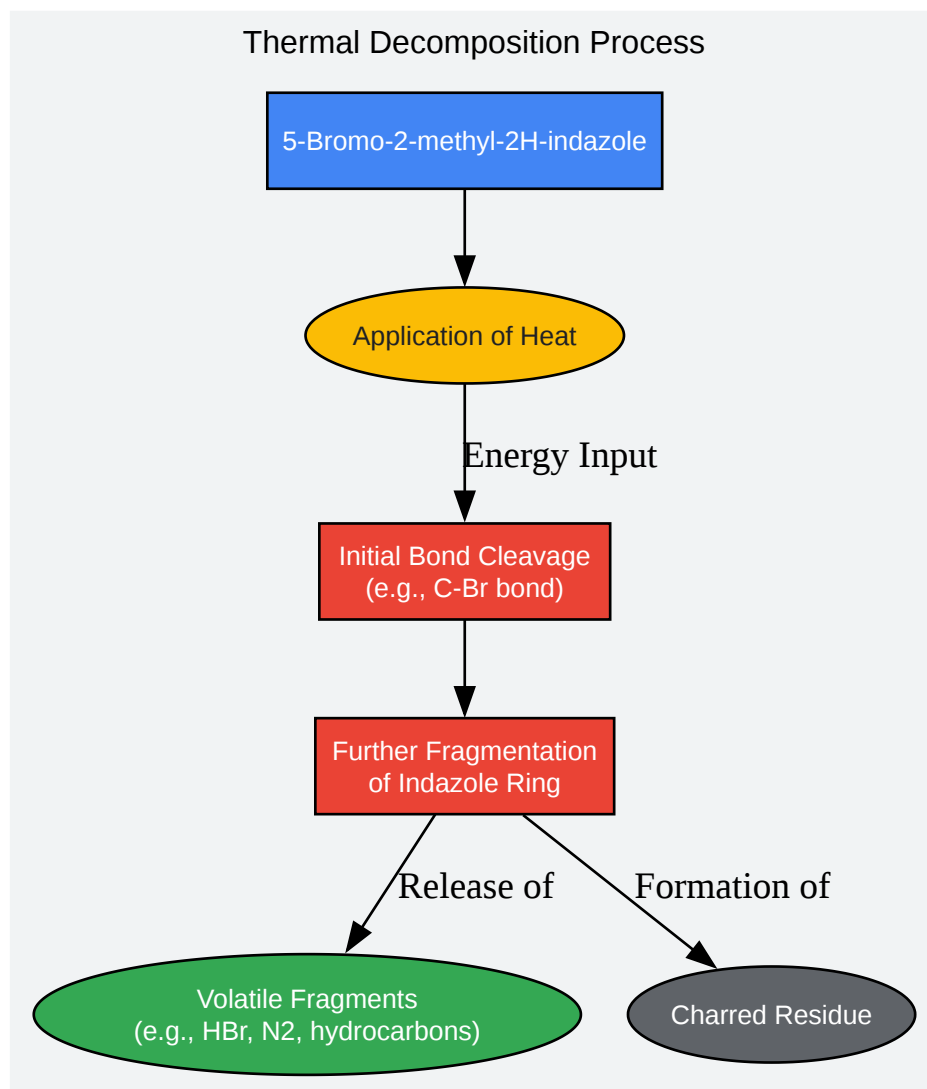 Thermal Decomposition Process
5-Bromo-2-methyl-2H-indazole
Application of Heat
Energy Input
Initial Bond Cleavage
(e.g., C-Br bond)
Further Fragmentation
of Indazole Ring
Release of
Formation of
Volatile Fragments
(e.g., HBr, N2, hydrocarbons)
Charred Residue